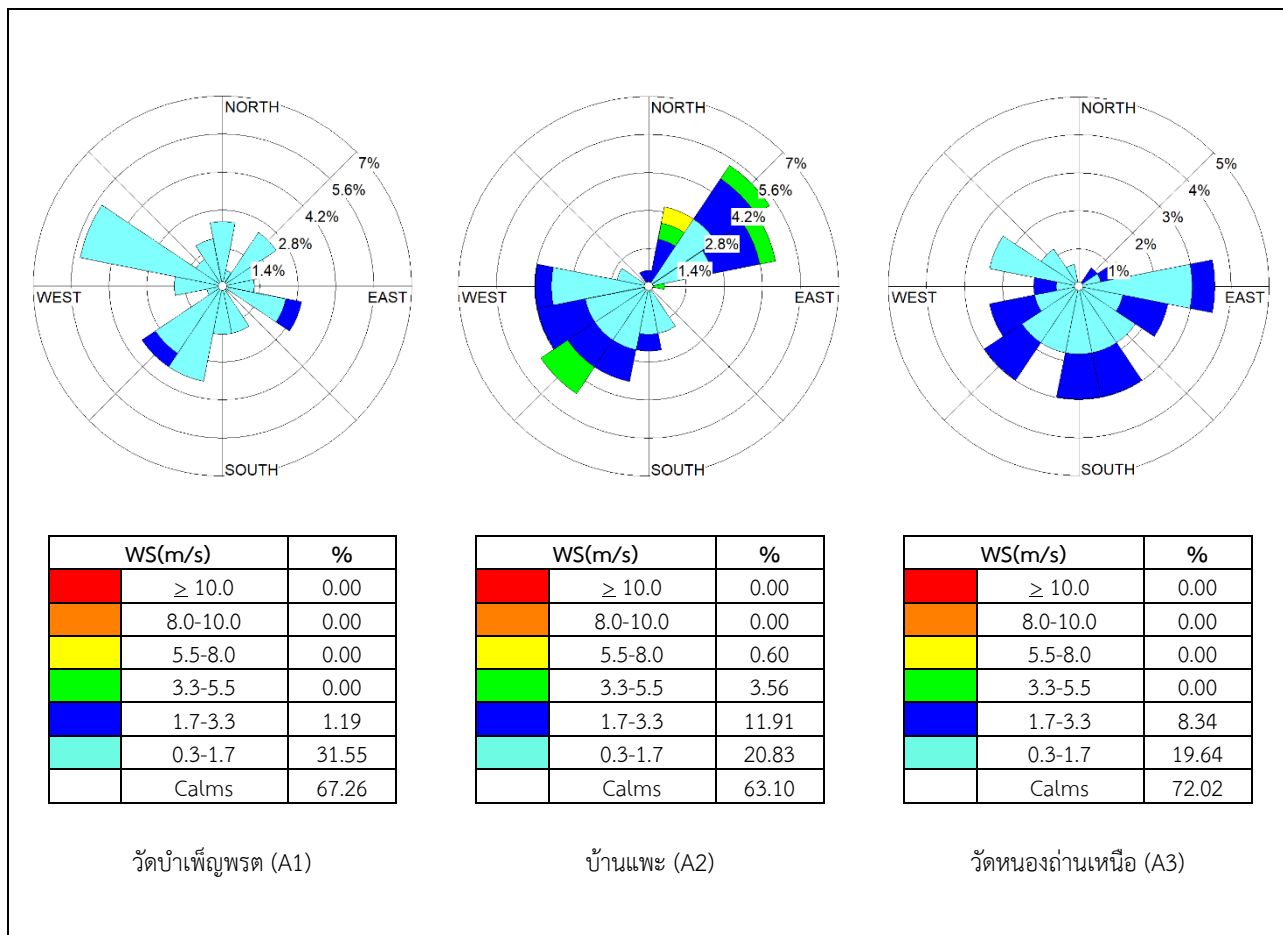 NORTH
7%
5.6%
4.2%
2.8%
1.4%
WEST
EAST
SOUTH
NORTH
7%
5.6%
4.2%
2.8%
1.4%
WEST
EAST
SOUTH
NORTH
5%
4%
3%
2%
1%
WEST
EAST
SOUTH
WS(m/s) %
≥ 10.0 0.00
8.0-10.0 0.00
5.5-8.0 0.00
3.3-5.5 0.00
1.7-3.3 1.19
0.3-1.7 31.55
Calms 67.26
วัดบำเพ็ญพรต (A1)
WS(m/s) %
≥ 10.0 0.00
8.0-10.0 0.00
5.5-8.0 0.60
3.3-5.5 3.56
1.7-3.3 11.91
0.3-1.7 20.83
Calms 63.10
บ้านแพะ (A2)
WS(m/s) %
≥ 10.0 0.00
8.0-10.0 0.00
5.5-8.0 0.00
3.3-5.5 0.00
1.7-3.3 8.34
0.3-1.7 19.64
Calms 72.02
วัดหนองถ่านเหนือ (A3)